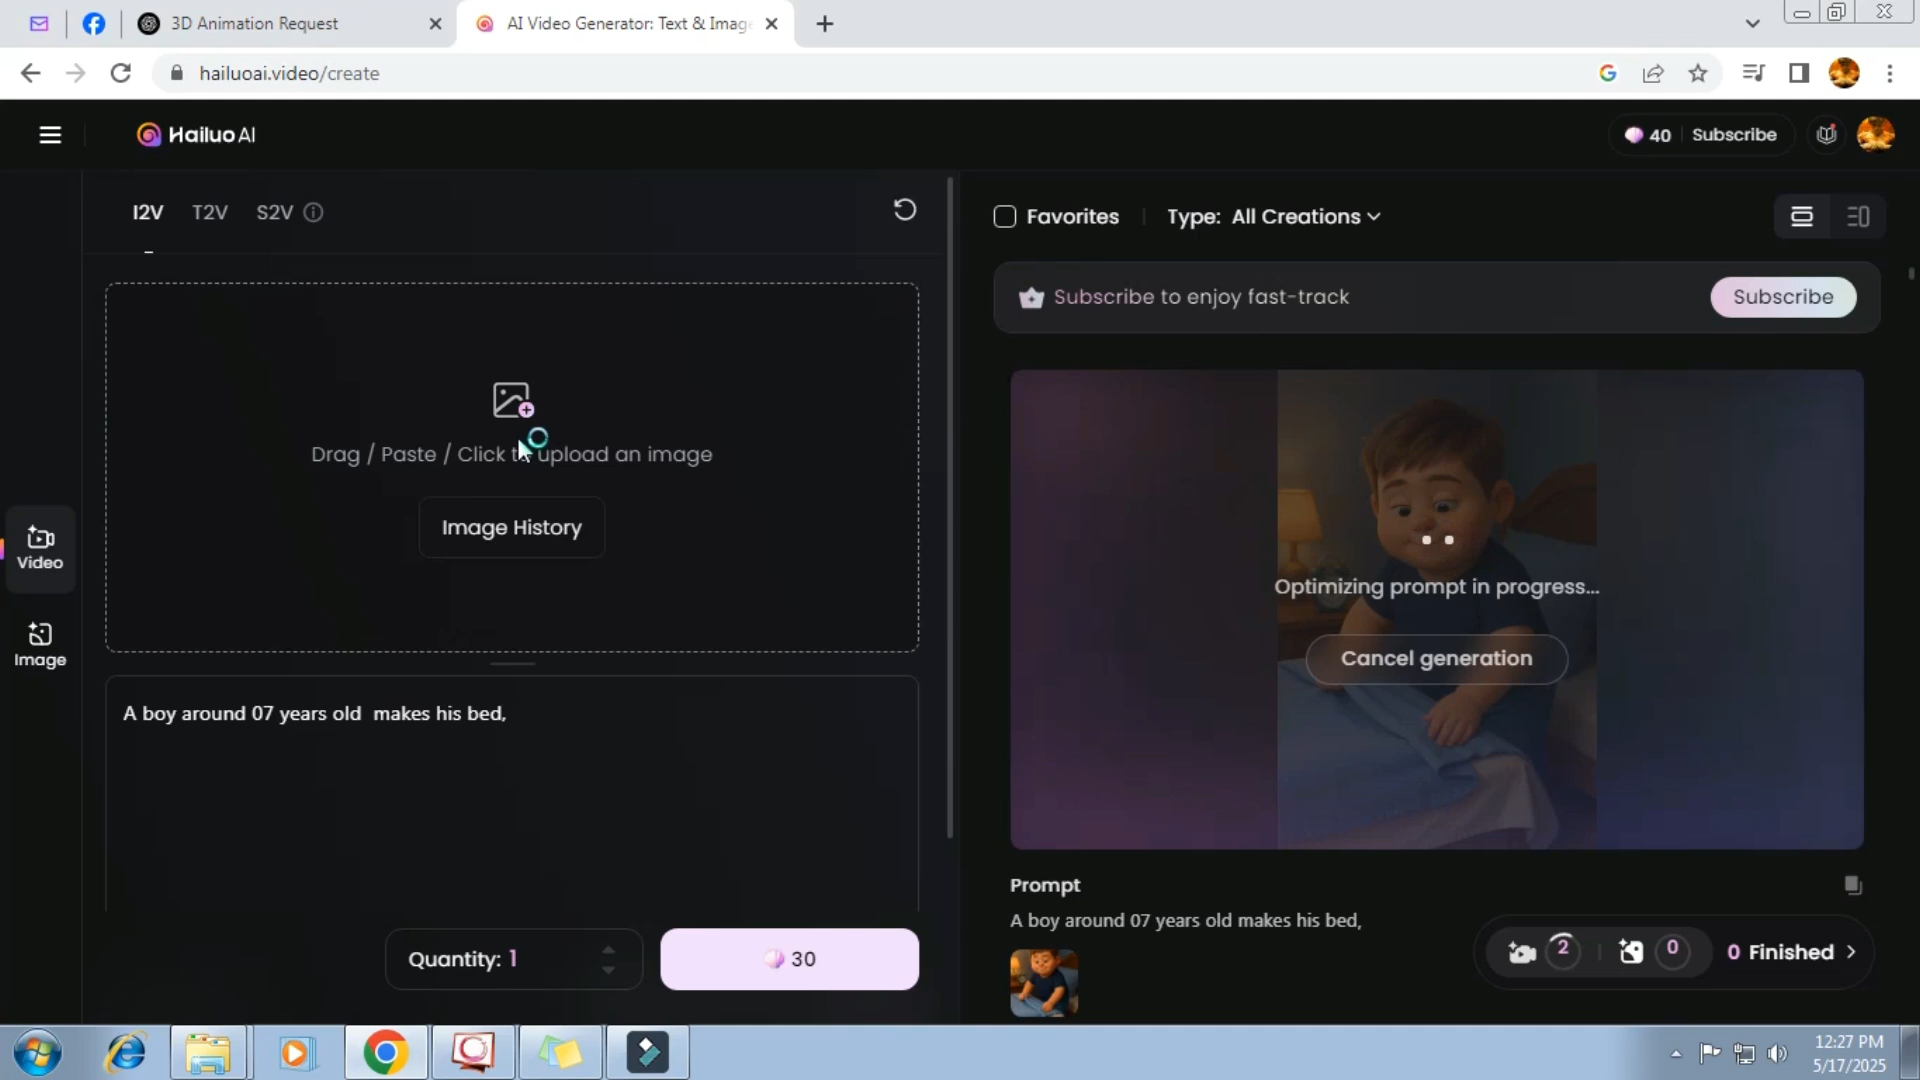 3D Animation Request
AI Video Generator: Text & Imag
hailuoai.video/create
Hailuo AI
40 Subscribe
I2V T2V S2V
Favorites Type: All Creations
Subscribe to enjoy fast-track Subscribe
Drag / Paste / Click to upload an image
Image History
Optimizing prompt in progress...
Cancel generation
Video
Image
A boy around 07 years old  makes his bed,
Prompt
A boy around 07 years old makes his bed,
Quantity: 1
30
2 0 0 Finished
12:27 PM
5/17/2025